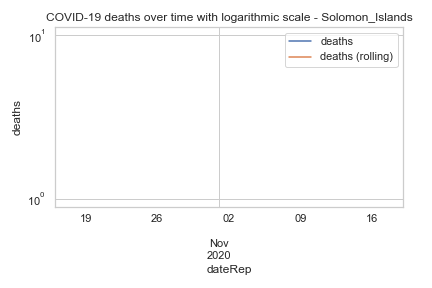 COVID-19 deaths over time with logarithmic scale - Solomon_Islands
10¹
deaths
deaths (rolling)
deaths
10⁰
19 26 02 09 16
Nov
2020
dateRep